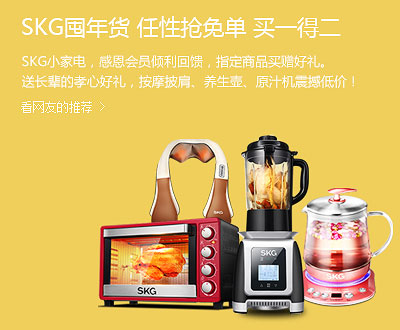 SKG囤年货 任性抢免单 买一得二
SKG小家电，感恩会员倾利回馈，指定商品买赠好礼。
送长辈的孝心好礼，按摩披肩、养生壶、原汁机震撼低价！
看网友的推荐 >
SKG
SKG
SKG